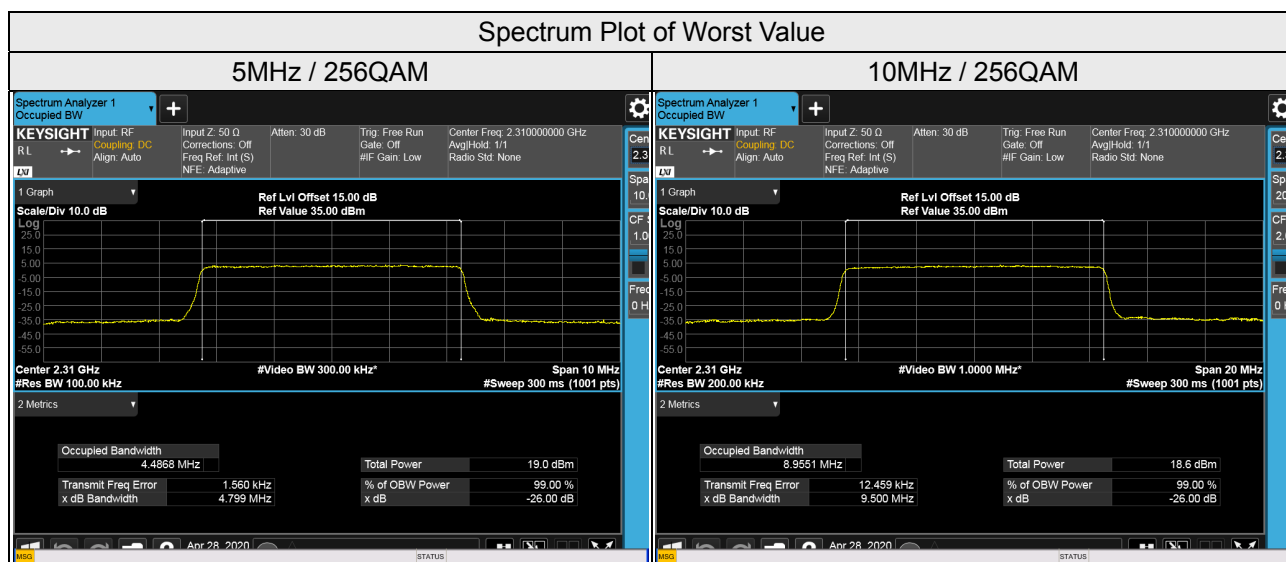 Spectrum Plot of Worst Value
5MHz / 256QAM
Spectrum Analyzer 1
Occupied BW
+
KEYSIGHT
RL
LXI
Input: RF
Coupling: DC
Align: Auto
Input Z: 50 Ω
Corrections: Off
Freq Ref: Int (S)
NFE: Adaptive
Atten: 30 dB
Trig: Free Run
Gate: Off
#IF Gain: Low
Center Freq: 2.310000000 GHz
Avg|Hold: 1/1
Radio Std: None
1 Graph
Scale/Div 10.0 dB
Ref Lvl Offset 15.00 dB
Ref Value 35.00 dBm
Log
25.0
15.0
5.00
-5.00
-15.0
-25.0
-35.0
-45.0
-55.0
Center 2.31 GHz
#Video BW 300.00 kHz*
Span 10 MHz
#Res BW 100.00 kHz
#Sweep 300 ms (1001 pts)
2 Metrics
Occupied Bandwidth
4.4868 MHz
Total Power 19.0 dBm
Transmit Freq Error 1.560 kHz
% of OBW Power 99.00 %
x dB Bandwidth 4.799 MHz
x dB -26.00 dB
Apr 28, 2020
MSG
STATUS
10MHz / 256QAM
Spectrum Analyzer 1
Occupied BW
+
KEYSIGHT
RL
LXI
Input: RF
Coupling: DC
Align: Auto
Input Z: 50 Ω
Corrections: Off
Freq Ref: Int (S)
NFE: Adaptive
Atten: 30 dB
Trig: Free Run
Gate: Off
#IF Gain: Low
Center Freq: 2.310000000 GHz
Avg|Hold: 1/1
Radio Std: None
1 Graph
Scale/Div 10.0 dB
Ref Lvl Offset 15.00 dB
Ref Value 35.00 dBm
Log
25.0
15.0
5.00
-5.00
-15.0
-25.0
-35.0
-45.0
-55.0
Center 2.31 GHz
#Video BW 1.0000 MHz*
Span 20 MHz
#Res BW 200.00 kHz
#Sweep 300 ms (1001 pts)
2 Metrics
Occupied Bandwidth
8.9551 MHz
Total Power 18.6 dBm
Transmit Freq Error 12.459 kHz
% of OBW Power 99.00 %
x dB Bandwidth 9.500 MHz
x dB -26.00 dB
Apr 28, 2020
MSG
STATUS